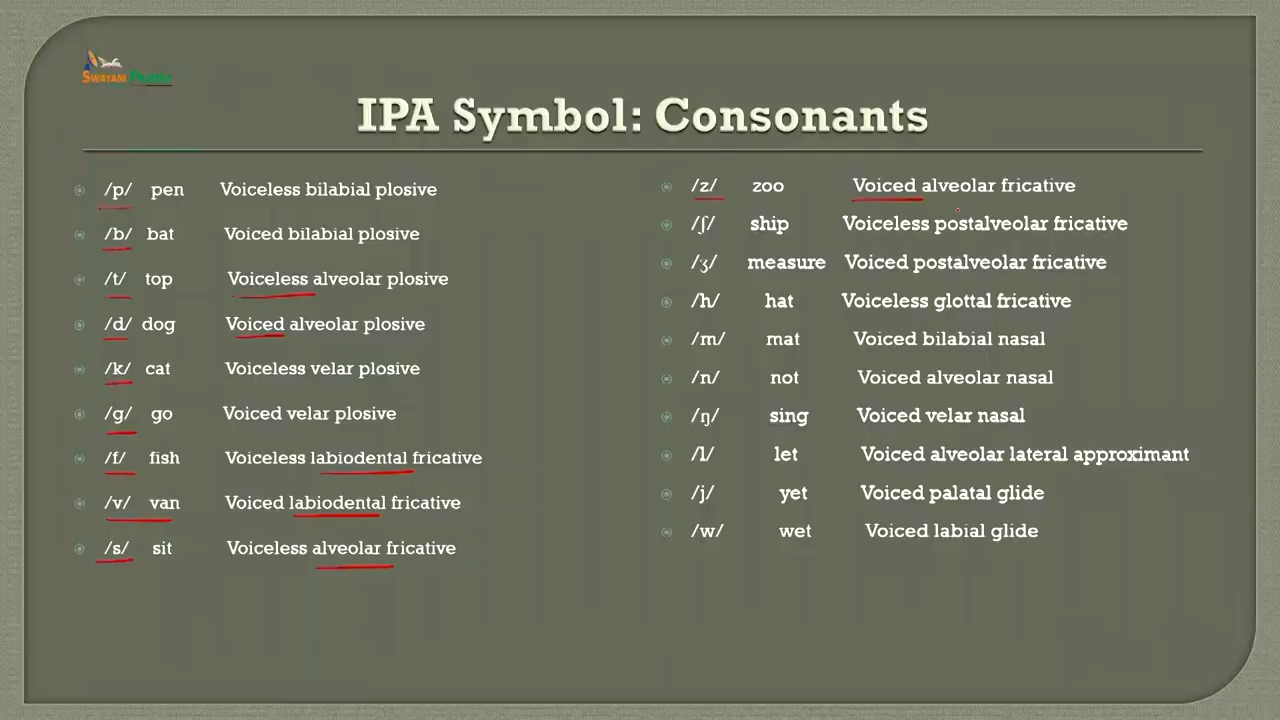 SWAYAM PRABHA
IPA Symbol: Consonants
/p/ pen Voiceless bilabial plosive
/b/ bat Voiced bilabial plosive
/t/ top Voiceless alveolar plosive
/d/ dog Voiced alveolar plosive
/k/ cat Voiceless velar plosive
/g/ go Voiced velar plosive
/f/ fish Voiceless labiodental fricative
/v/ van Voiced labiodental fricative
/s/ sit Voiceless alveolar fricative
/z/ zoo Voiced alveolar fricative
/ʃ/ ship Voiceless postalveolar fricative
/ʒ/ measure Voiced postalveolar fricative
/h/ hat Voiceless glottal fricative
/m/ mat Voiced bilabial nasal
/n/ not Voiced alveolar nasal
/ŋ/ sing Voiced velar nasal
/l/ let Voiced alveolar lateral approximant
/j/ yet Voiced palatal glide
/w/ wet Voiced labial glide